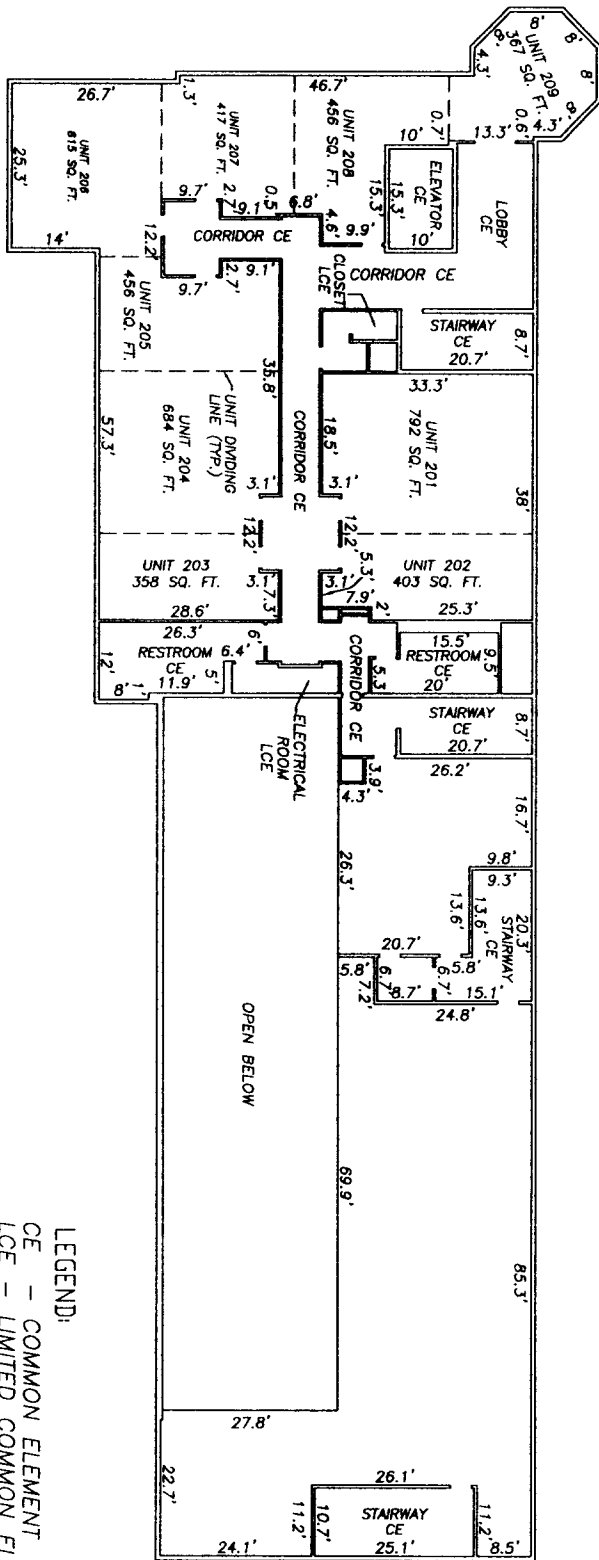 8'
8'
8'
8'
8'
UNIT 209
367
SQ. FT.
4.3'
4.3'
0.6'
13.3'
0.7'
46.7'
1.3'
26.7'
10'
ELEVATOR
CE
15.3'
15.3'
10'
LOBBY
CE
UNIT 208
456
SQ. FT.
UNIT 207
417
SQ. FT.
UNIT 206
815 SQ. FT.
25.3'
14'
9.7'
2.7'
9.1'
0.5'
6.8'
4.6'
9.9'
CORRIDOR CE
CORRIDOR CE
12.2'
9.7'
2.7'
9.1'
CLOSET
LCE
STAIRWAY
CE
20.7'
8.7'
UNIT 205
456
SQ. FT.
33.3'
35.8'
18.5'
CORRIDOR CE
UNIT DIVIDING
LINE (TYP.)
UNIT 201
792 SQ. FT.
38'
UNIT 204
684 SQ. FT.
57.3'
3.1'
3.1'
12.2'
12.2'
UNIT 203
358 SQ. FT.
3.1'
7.3'
28.6'
5.3'
3.1'
7.9'
2'
UNIT 202
403 SQ. FT.
25.3'
26.3'
RESTROOM
CE
6.4'
6'
12'
8'
1'
11.9'
5'
CORRIDOR CE
5.3'
15.5'
RESTROOM
CE
9.5'
20'
ELECTRICAL
ROOM
LCE
STAIRWAY
CE
20.7'
8.7'
3.9'
4.3'
26.2'
16.7'
26.3'
9.8'
9.3'
13.6'
13.6'
20.3'
STAIRWAY
CE
20.7'
5.8'
6.7'
7.2'
8.7'
6.7'
5.8'
15.1'
24.8'
OPEN BELOW
69.9'
85.3'
27.8'
22.7'
24.1'
26.1'
11.2'
10.7'
STAIRWAY
CE
25.1'
11.2'
8.5'
LEGEND:
CE - COMMON ELEMENT
LCE - LIMITED COMMON